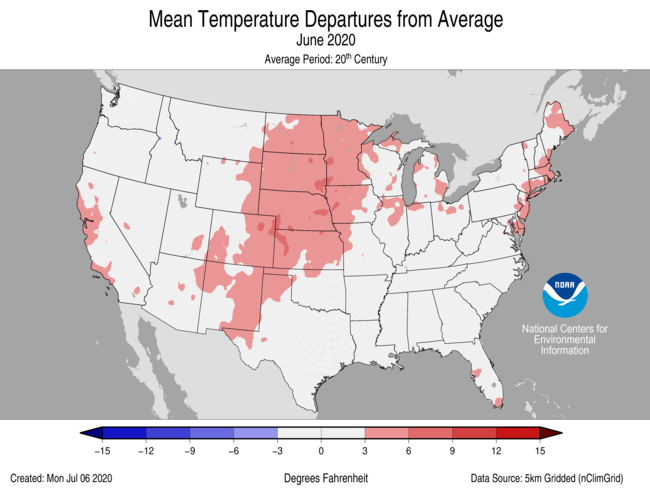 Mean Temperature Departures from Average
June 2020
Average Period: 20th Century
NOAA
National Centers for
Environmental
Information
−15 −12 −9 −6 −3 0 3 6 9 12 15
Created: Mon Jul 06 2020 Degrees Fahrenheit Data Source: 5km Gridded (nClimGrid)